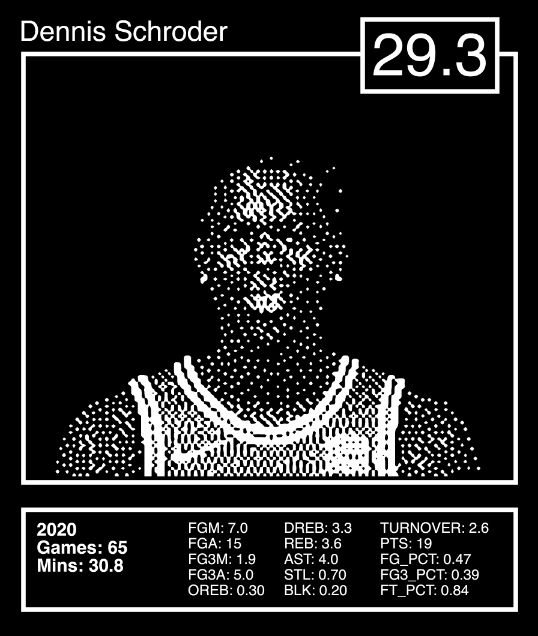 Dennis Schroder
29.3
2020
Games: 65
Mins: 30.8
FGM: 7.0
FGA: 15
FG3M: 1.9
FG3A: 5.0
OREB: 0.30
DREB: 3.3
REB: 3.6
AST: 4.0
STL: 0.70
BLK: 0.20
TURNOVER: 2.6
PTS: 19
FG_PCT: 0.47
FG3_PCT: 0.39
FT_PCT: 0.84